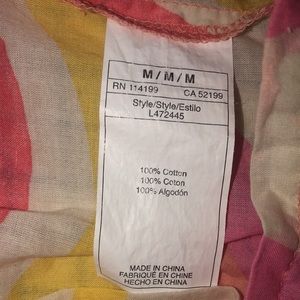 M / M / M
RN 114199 CA 52199
Style/Style/Estilo
L472445
100% Cotton
100% Coton
100% Algodón
MADE IN CHINA
FABRIQUÉ EN CHINE
HECHO EN CHINA